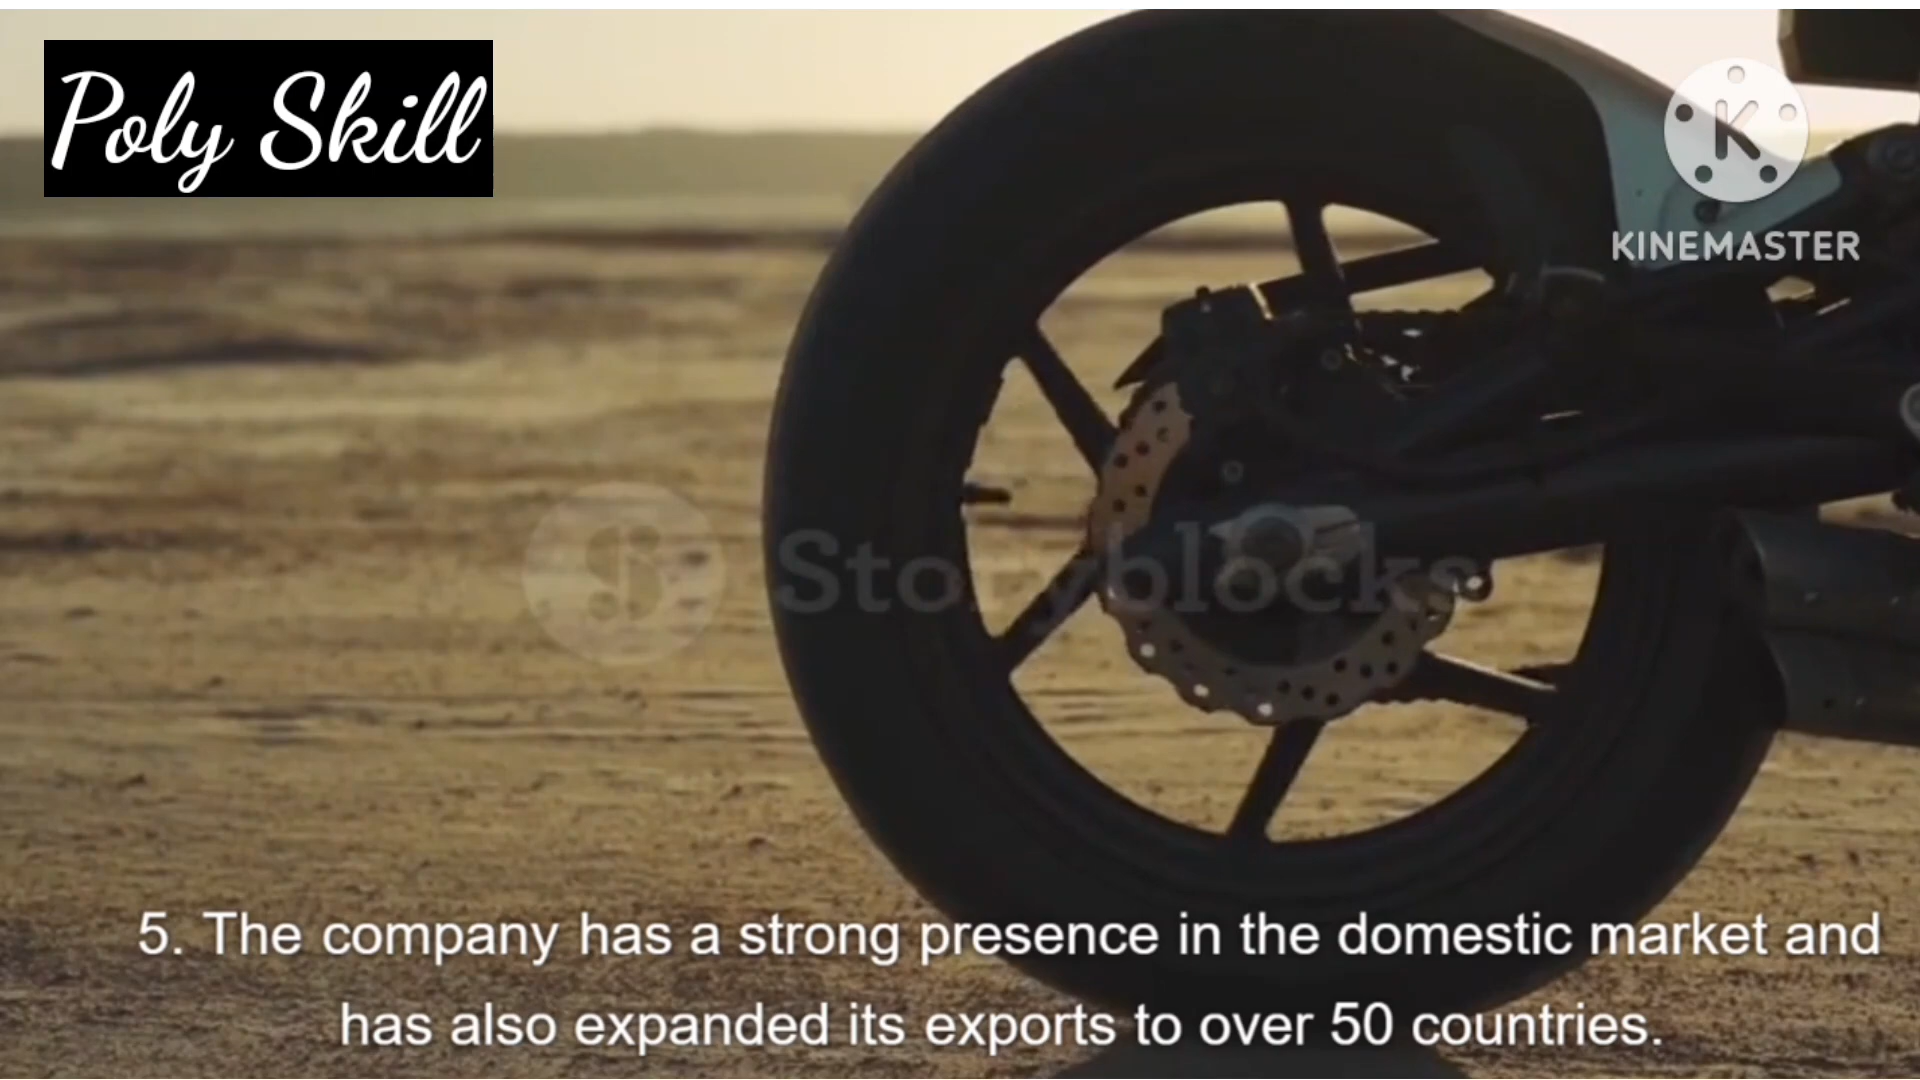 Poly Skill
K
KINEMASTER
Storyblocks
5. The company has a strong presence in the domestic market and
has also expanded its exports to over 50 countries.